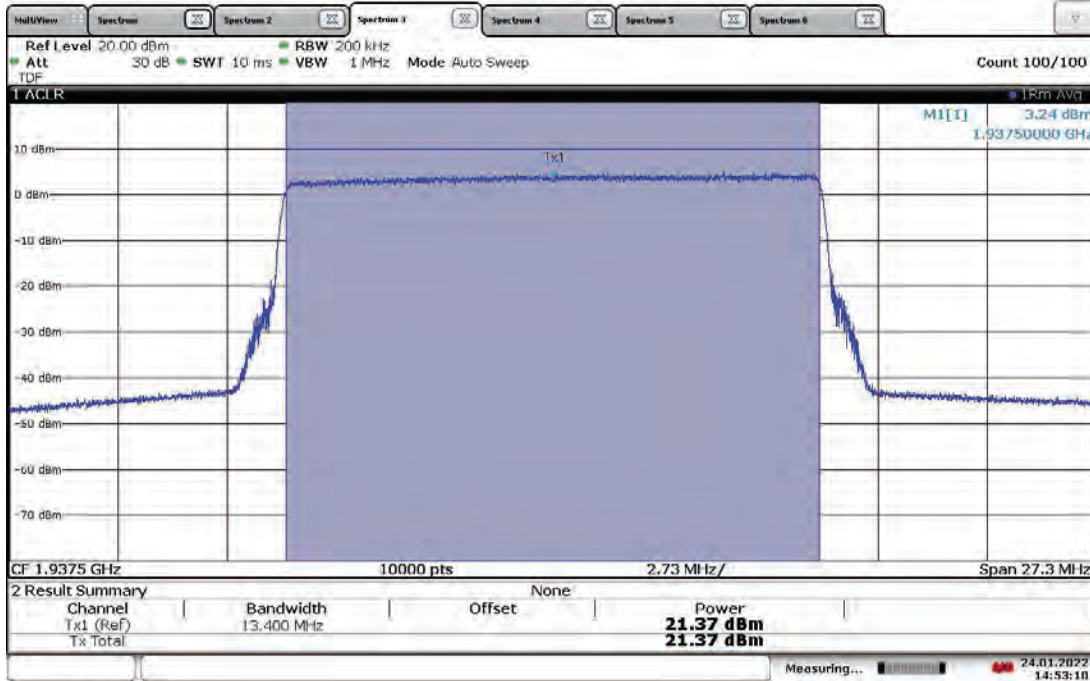 MultiView Spectrum Spectrum 2 Spectrum 3 Spectrum 4 Spectrum 5 Spectrum 6
Ref Level 20.00 dBm RBW 200 kHz
Att 30 dB SWT 10 ms VBW 1 MHz Mode Auto Sweep Count 100/100
TDF
1 ACLR 1Rm Avg
M1[1] 3.24 dBm
1.93750000 GHz
10 dBm
Tx1
0 dBm
-10 dBm
-20 dBm
-30 dBm
-40 dBm
-50 dBm
-60 dBm
-70 dBm
CF 1.9375 GHz 10000 pts 2.73 MHz/ Span 27.3 MHz
2 Result Summary None
Channel Bandwidth Offset Power
Tx1 (Ref) 13.400 MHz 21.37 dBm
Tx Total 21.37 dBm
Measuring... 24.01.2022
14:53:10